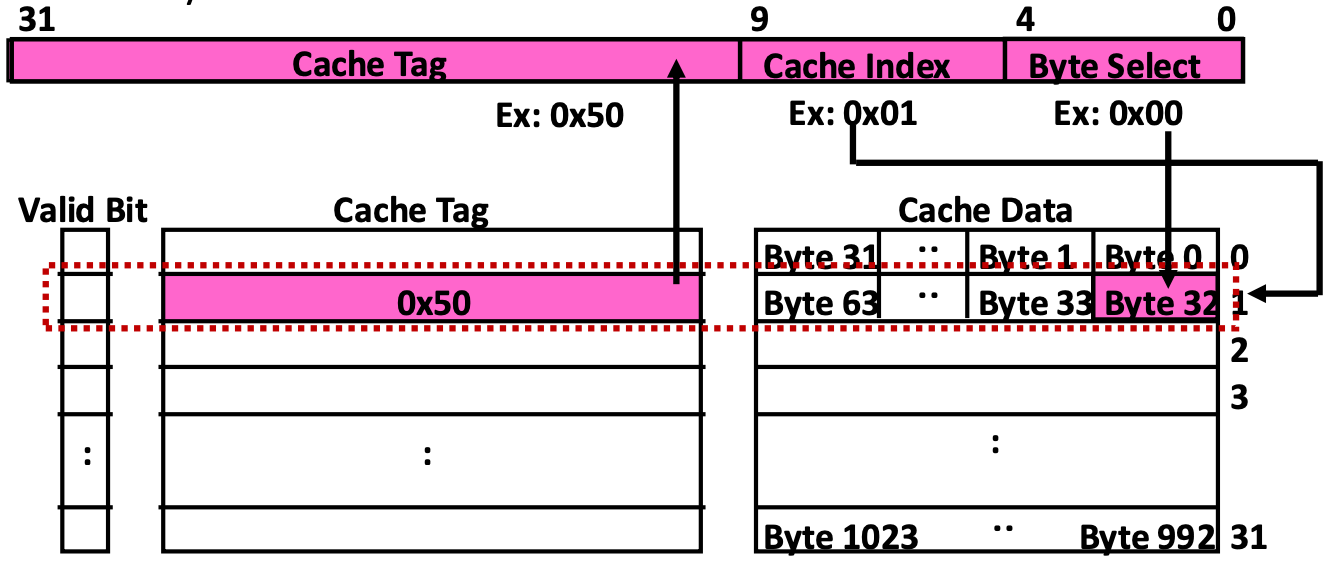 31 9 4 0
Cache Tag Cache Index Byte Select
Ex: 0x50 Ex: 0x01 Ex: 0x00
Valid Bit Cache Tag Cache Data
Byte 31 .. Byte 1 Byte 0 0
0x50 Byte 63 .. Byte 33 Byte 32 1
2
3
: : :
Byte 1023 .. Byte 992 31